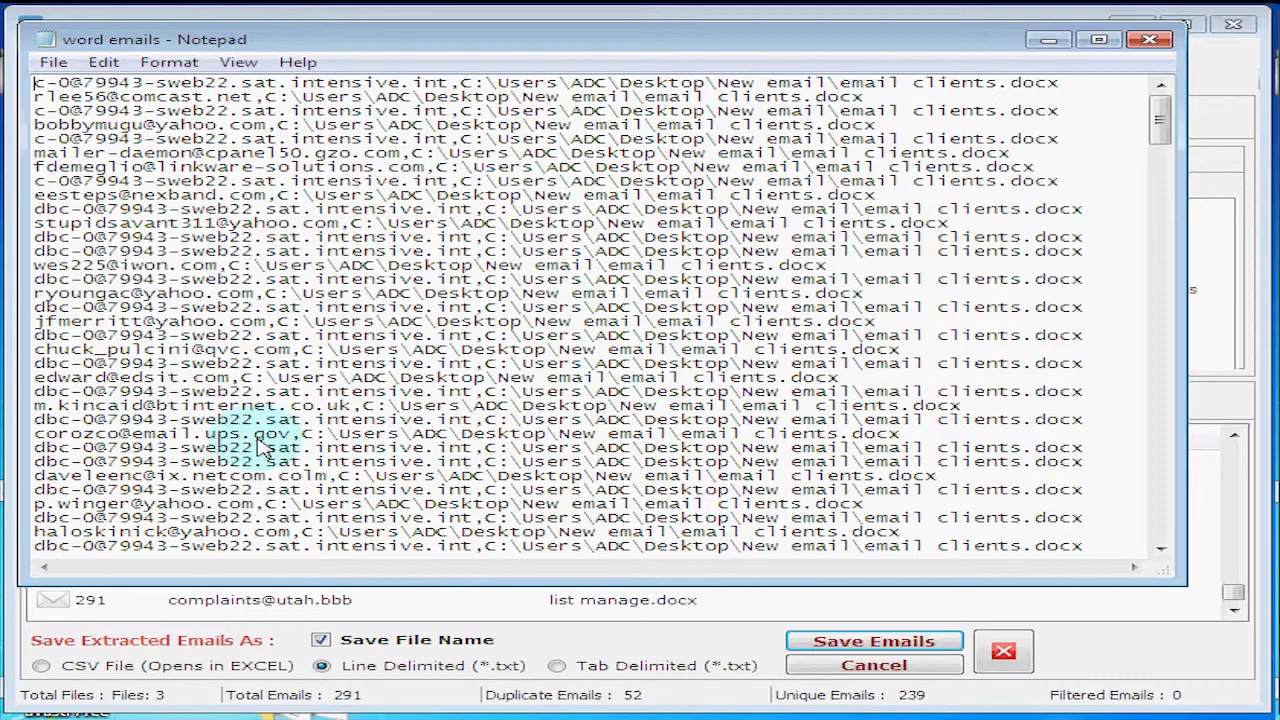 word emails - Notepad
File Edit Format View Help
c-0@79943-sweb22.sat.intensive.int,C:\Users\ADC\Desktop\New email\email clients.docx
rlee56@comcast.net,C:\Users\ADC\Desktop\New email\email clients.docx
c-0@79943-sweb22.sat.intensive.int,C:\Users\ADC\Desktop\New email\email clients.docx
bobbymugu@yahoo.com,C:\Users\ADC\Desktop\New email\email clients.docx
c-0@79943-sweb22.sat.intensive.int,C:\Users\ADC\Desktop\New email\email clients.docx
mailer-daemon@cpanel50.gzo.com,C:\Users\ADC\Desktop\New email\email clients.docx
fdemeglio@linkware-solutions.com,C:\Users\ADC\Desktop\New email\email clients.docx
c-0@79943-sweb22.sat.intensive.int,C:\Users\ADC\Desktop\New email\email clients.docx
eesteps@nexband.com,C:\Users\ADC\Desktop\New email\email clients.docx
dbc-0@79943-sweb22.sat.intensive.int,C:\Users\ADC\Desktop\New email\email clients.docx
stupidsavant311@yahoo.com,C:\Users\ADC\Desktop\New email\email clients.docx
dbc-0@79943-sweb22.sat.intensive.int,C:\Users\ADC\Desktop\New email\email clients.docx
dbc-0@79943-sweb22.sat.intensive.int,C:\Users\ADC\Desktop\New email\email clients.docx
wes225@iwon.com,C:\Users\ADC\Desktop\New email\email clients.docx
dbc-0@79943-sweb22.sat.intensive.int,C:\Users\ADC\Desktop\New email\email clients.docx
ryoungac@yahoo.com,C:\Users\ADC\Desktop\New email\email clients.docx
dbc-0@79943-sweb22.sat.intensive.int,C:\Users\ADC\Desktop\New email\email clients.docx
jfmerritt@yahoo.com,C:\Users\ADC\Desktop\New email\email clients.docx
dbc-0@79943-sweb22.sat.intensive.int,C:\Users\ADC\Desktop\New email\email clients.docx
chuck_pulcini@qvc.com,C:\Users\ADC\Desktop\New email\email clients.docx
dbc-0@79943-sweb22.sat.intensive.int,C:\Users\ADC\Desktop\New email\email clients.docx
edward@edsit.com,C:\Users\ADC\Desktop\New email\email clients.docx
dbc-0@79943-sweb22.sat.intensive.int,C:\Users\ADC\Desktop\New email\email clients.docx
m.kincaid@btinternet.co.uk,C:\Users\ADC\Desktop\New email\email clients.docx
dbc-0@79943-sweb22.sat.intensive.int,C:\Users\ADC\Desktop\New email\email clients.docx
corozco@email.ups.gov,C:\Users\ADC\Desktop\New email\email clients.docx
dbc-0@79943-sweb22.sat.intensive.int,C:\Users\ADC\Desktop\New email\email clients.docx
dbc-0@79943-sweb22.sat.intensive.int,C:\Users\ADC\Desktop\New email\email clients.docx
daveleenc@ix.netcom.colm,C:\Users\ADC\Desktop\New email\email clients.docx
dbc-0@79943-sweb22.sat.intensive.int,C:\Users\ADC\Desktop\New email\email clients.docx
p.winger@yahoo.com,C:\Users\ADC\Desktop\New email\email clients.docx
dbc-0@79943-sweb22.sat.intensive.int,C:\Users\ADC\Desktop\New email\email clients.docx
haloskinick@yahoo.com,C:\Users\ADC\Desktop\New email\email clients.docx
dbc-0@79943-sweb22.sat.intensive.int,C:\Users\ADC\Desktop\New email\email clients.docx
291 complaints@utah.bbb list manage.docx
Save Extracted Emails As : Save File Name Save Emails
CSV File (Opens in EXCEL) Line Delimited (*.txt) Tab Delimited (*.txt) Cancel
Total Files : Files: 3 Total Emails : 291 Duplicate Emails : 52 Unique Emails : 239 Filtered Emails : 0